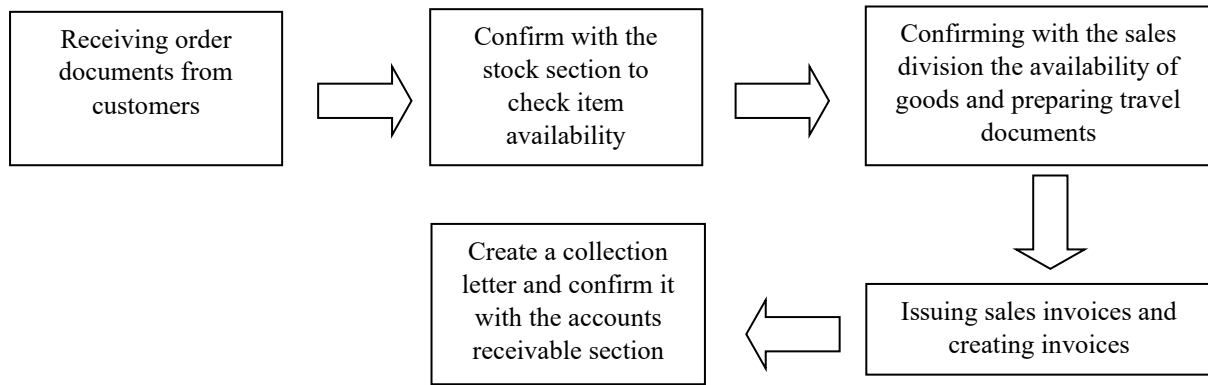 Receiving order
documents from
customers
Confirm with the
stock section to
check item
availability
Confirming with the sales
division the availability of
goods and preparing travel
documents
Issuing sales invoices and
creating invoices
Create a collection
letter and confirm it
with the accounts
receivable section